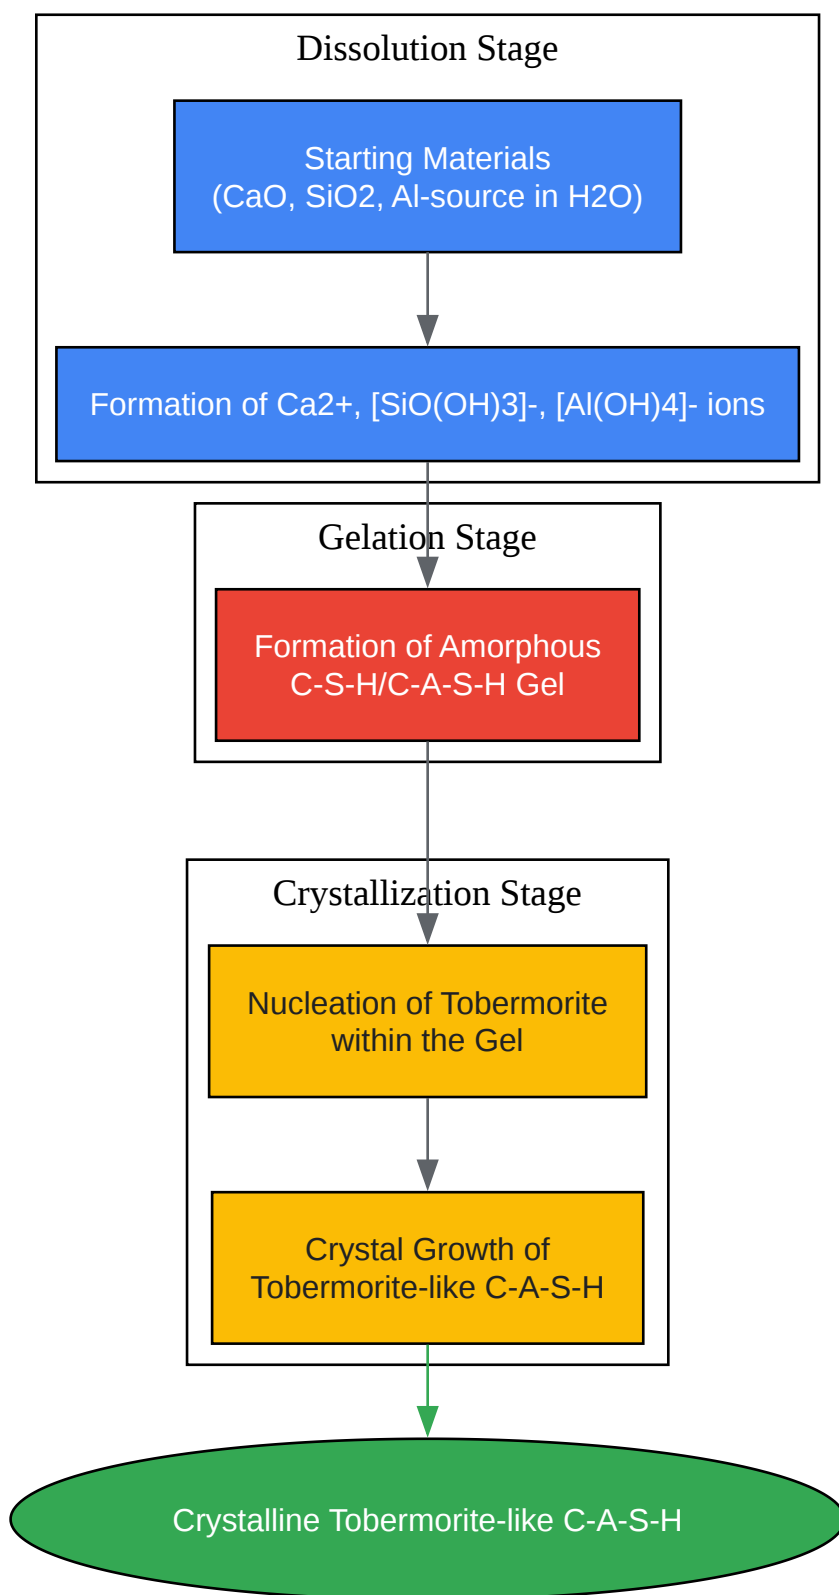 Dissolution Stage
Starting Materials
(CaO, SiO2, Al-source in H2O)
Formation of Ca2+, [SiO(OH)3]-, [Al(OH)4]- ions
Gelation Stage
Formation of Amorphous
C-S-H/C-A-S-H Gel
Crystallization Stage
Nucleation of Tobermorite
within the Gel
Crystal Growth of
Tobermorite-like C-A-S-H
Crystalline Tobermorite-like C-A-S-H